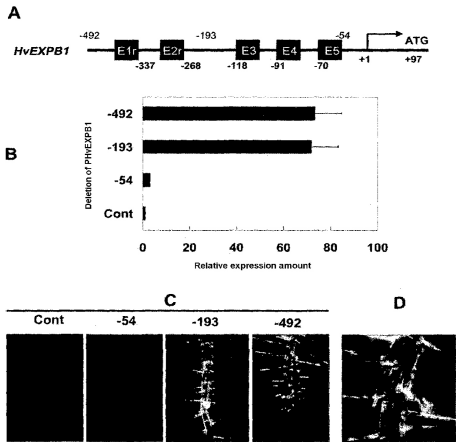 A
-492 -193 -54
HvEXPB1 E1r E2r E3 E4 E5 ATG
-337 -268 -118 -91 -70 +1 +97
B
Deletion of PHvEXPB1
-492
-193
-54
Cont
0 20 40 60 80 100
Relative expression amount
C D
Cont -54 -193 -492